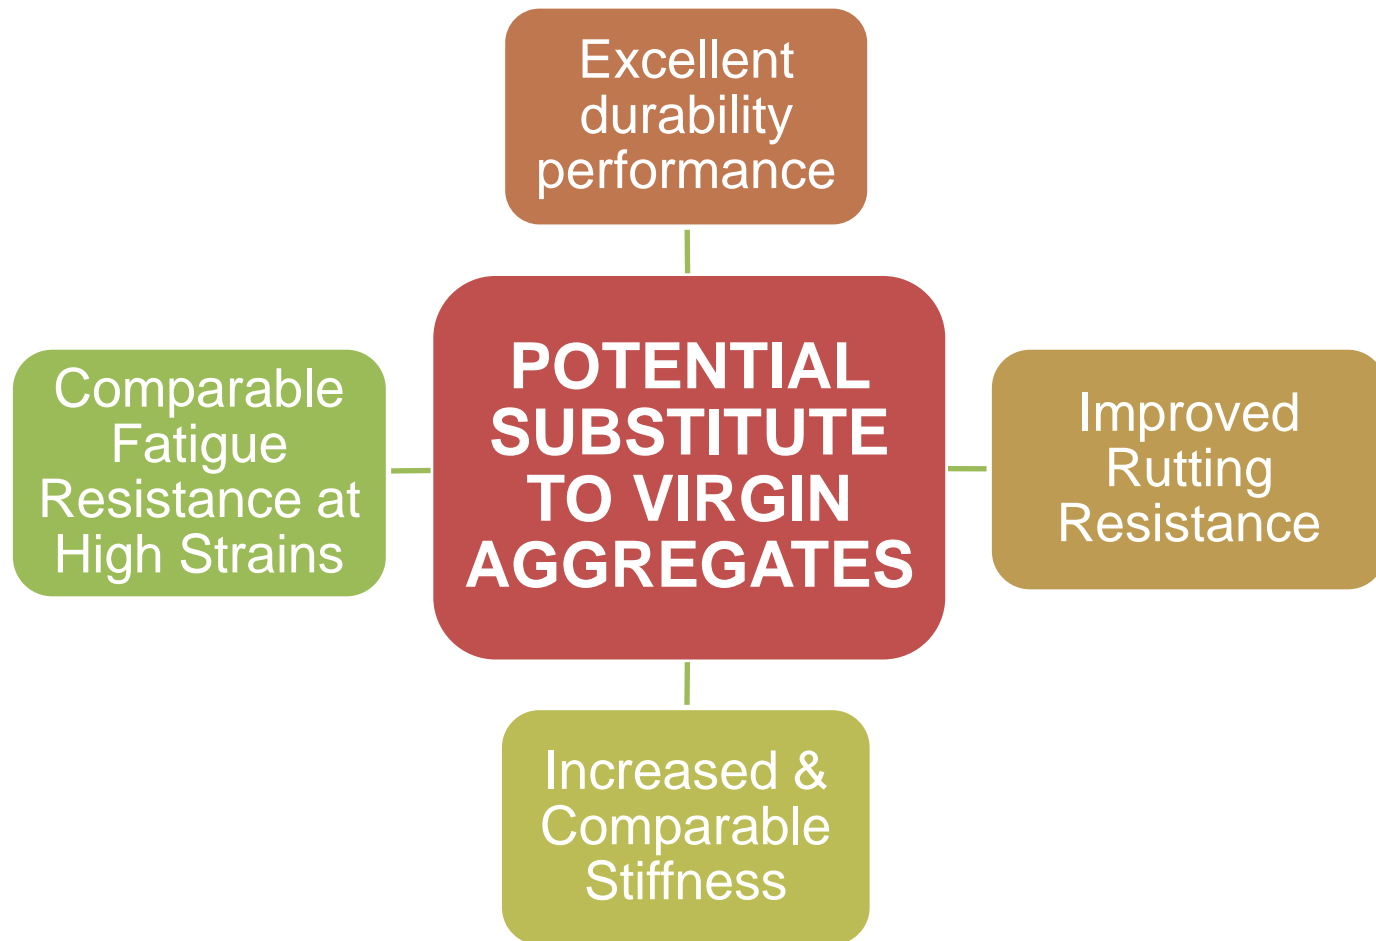 Excellent
durability
performance
POTENTIAL
SUBSTITUTE
TO VIRGIN
AGGREGATES
Comparable
Fatigue
Resistance at
High Strains
Improved
Rutting
Resistance
Increased &
Comparable
Stiffness